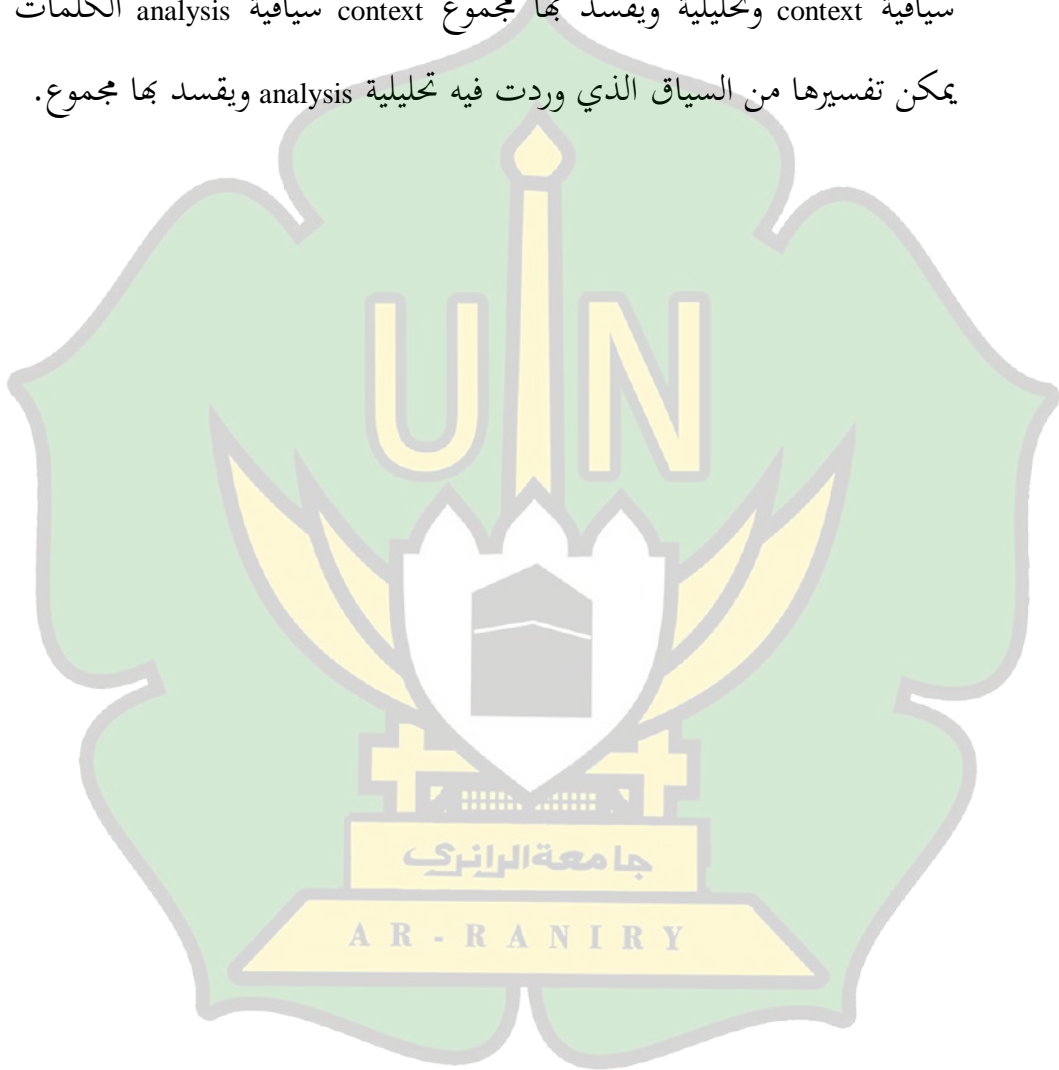 سياقية context وتحليلية ويقسد بها مجموع context سياقية analysis الكلمات
يمكن تفسيرها من السياق الذي وردت فيه تحليلية analysis ويقسد بها مجموع.
UIN
جامعة الرانري
AR - RANIRY